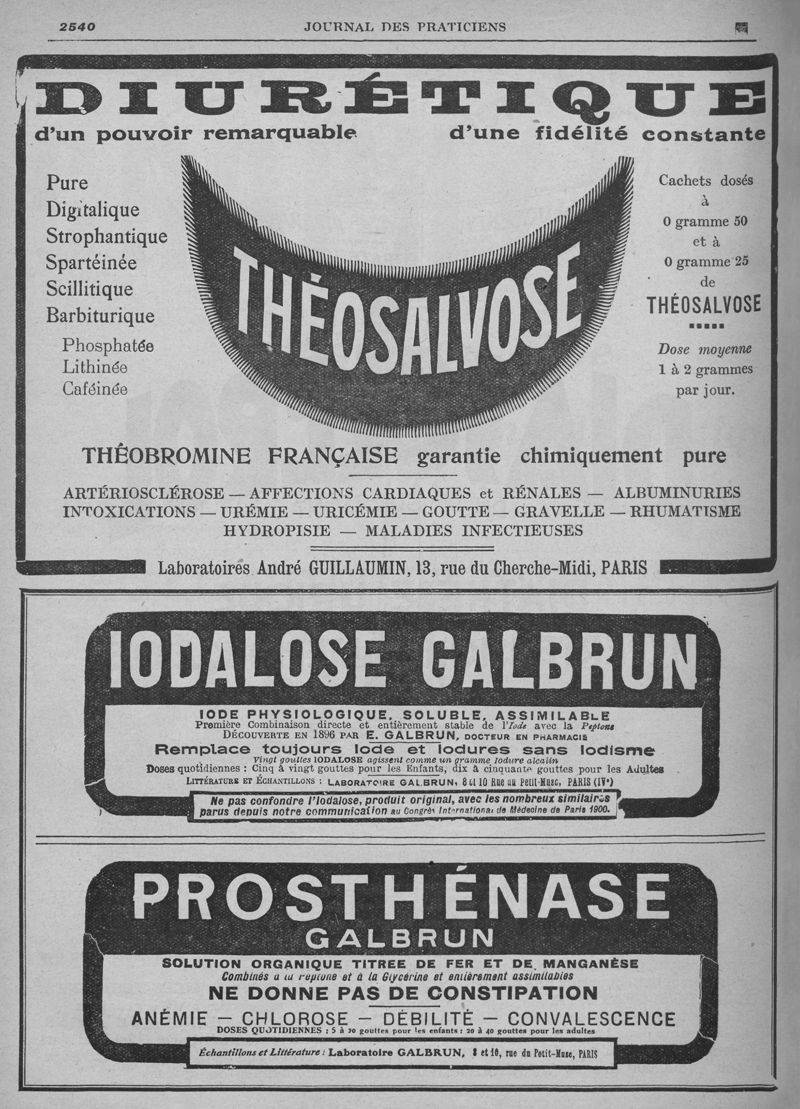 2540
JOURNAL DES PRATICIENS
DIURÉTIQUE
d'un pouvoir remarquable d'une fidélité constante
Pure
Digitalique
Strophantique
Spartéinée
Scillitique
Barbiturique
Phosphatée
Lithinée
Caféinée
THÉOSALVOSE
Cachets dosés
à
0 gramme 50
et à
0 gramme 25
de
THÉOSALVOSE
Dose moyenne
1 à 2 grammes
par jour.
THÉOBROMINE FRANÇAISE garantie chimiquement pure
ARTÉRIOSCLÉROSE — AFFECTIONS CARDIAQUES et RÉNALES — ALBUMINURIES
INTOXICATIONS — URÉMIE — URICÉMIE — GOUTTE — GRAVELLE — RHUMATISME
HYDROPISIE — MALADIES INFECTIEUSES
Laboratoires André GUILLAUMIN, 13, rue du Cherche-Midi, PARIS
IODALOSE GALBRUN
IODE PHYSIOLOGIQUE, SOLUBLE, ASSIMILABLE
Première Combinaison directe et entièrement stable de l'Iode avec la Peptone
DÉCOUVERTE EN 1896 PAR E. GALBRUN, DOCTEUR EN PHARMACIE
Remplace toujours Iode et Iodures sans Iodisme
Vingt gouttes IODALOSE agissent comme un gramme Iodure alcalin
Doses quotidiennes : Cinq à vingt gouttes pour les Enfants, dix à cinquante gouttes pour les Adultes
LITTÉRATURE ET ÉCHANTILLONS : LABORATOIRE GALBRUN, 8 et 10 Rue du Petit-Musc, PARIS (IVe)
Ne pas confondre l'Iodalose, produit original, avec les nombreux similaires
parus depuis notre communication au Congrès International de Médecine de Paris 1900.
PROSTHÉNASE
GALBRUN
SOLUTION ORGANIQUE TITRÉE DE FER ET DE MANGANÈSE
Combinés à la Peptone et à la Glycérine et entièrement assimilables
NE DONNE PAS DE CONSTIPATION
ANÉMIE — CHLOROSE — DÉBILITÉ — CONVALESCENCE
DOSES QUOTIDIENNES : 5 à 20 gouttes pour les enfants ; 20 à 40 gouttes pour les adultes
Échantillons et Littérature : Laboratoire GALBRUN, 8 et 10, rue du Petit-Musc, PARIS